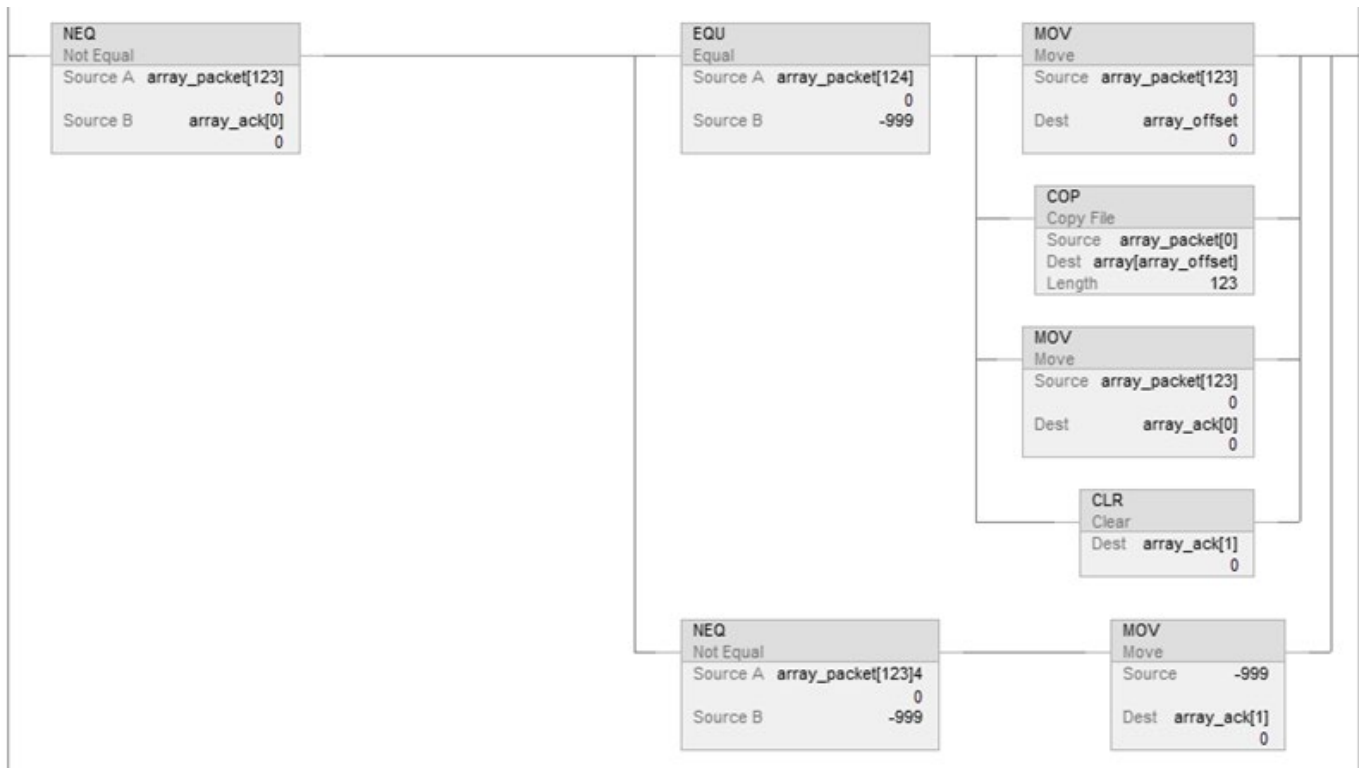 NEQ
Not Equal
Source A array_packet[123]
0
Source B array_ack[0]
0
EQU
Equal
Source A array_packet[124]
0
Source B -999
MOV
Move
Source array_packet[123]
0
Dest array_offset
0
COP
Copy File
Source array_packet[0]
Dest array[array_offset]
Length 123
MOV
Move
Source array_packet[123]
0
Dest array_ack[0]
0
CLR
Clear
Dest array_ack[1]
0
NEQ
Not Equal
Source A array_packet[123]4
0
Source B -999
MOV
Move
Source -999
Dest array_ack[1]
0